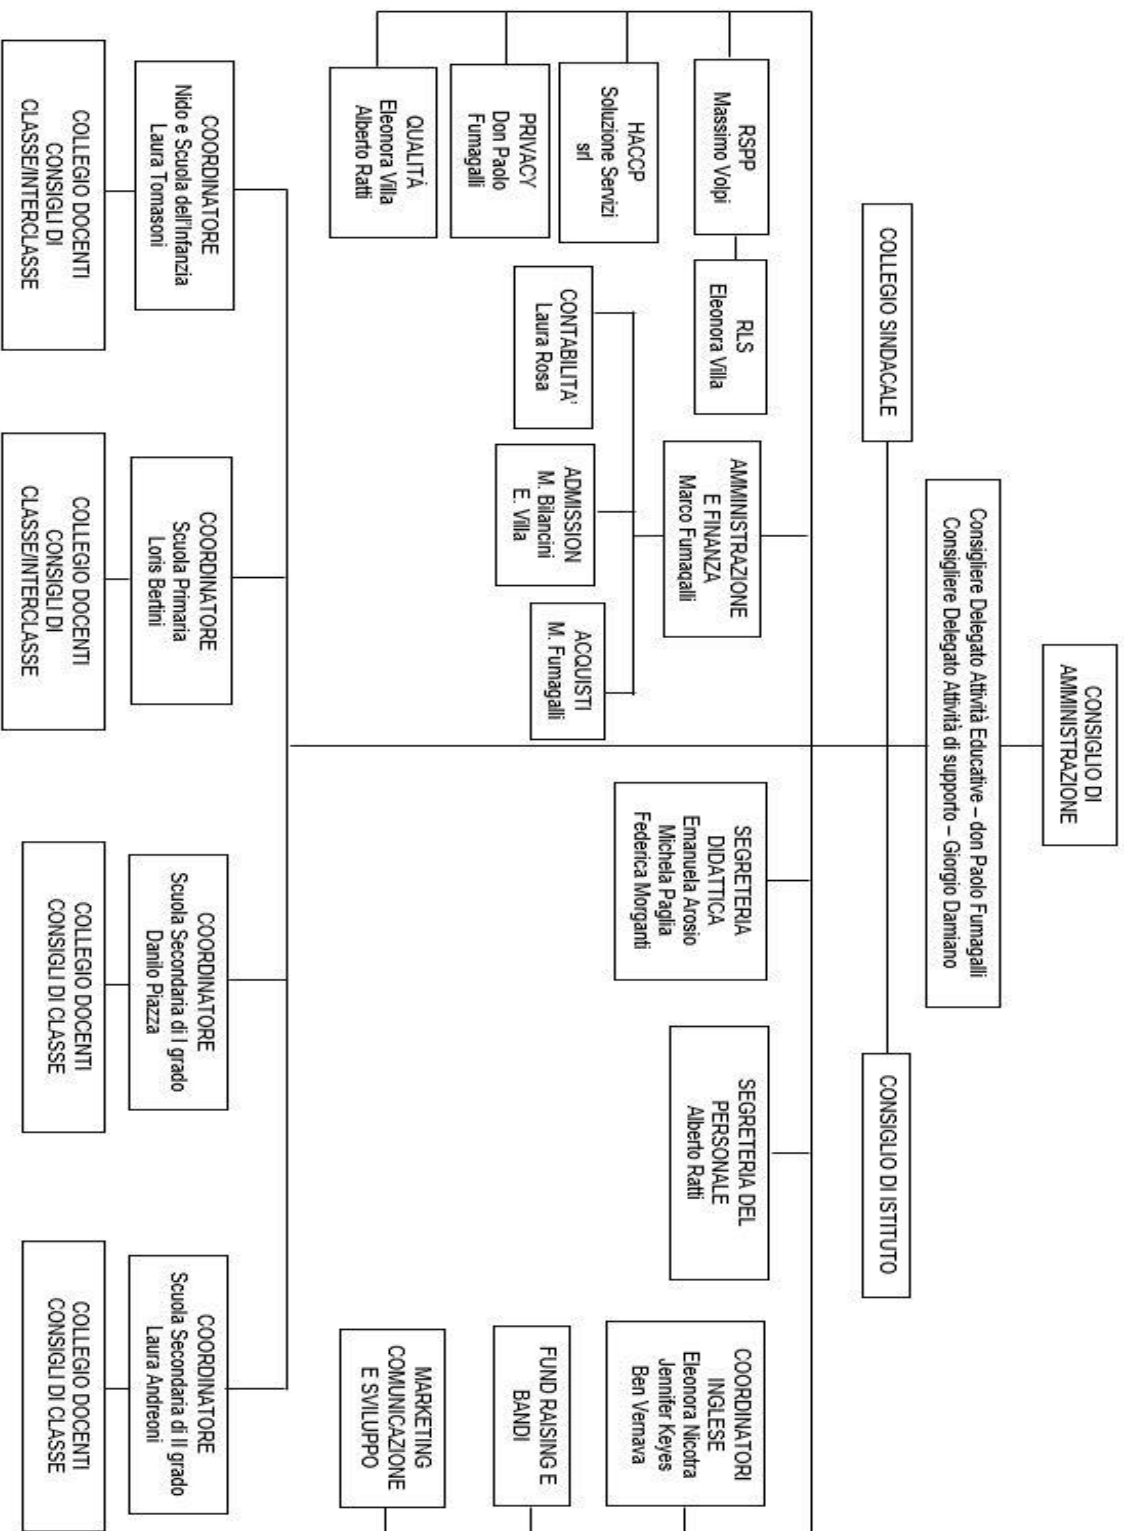 CONSIGLIO DI
AMMINISTRAZIONE
Consigliere Delegato Attività Educative – don Paolo Fumagalli
Consigliere Delegato Attività di supporto – Giorgio Damiano
COLLEGIO SINDACALE
CONSIGLIO DI ISTITUTO
RSPP
Massimo Volpi
RLS
Eleonora Villa
HACCP
Soluzione Servizi
srl
PRIVACY
Don Paolo
Fumagalli
QUALITÀ
Eleonora Villa
Alberto Ratti
AMMINISTRAZIONE
E FINANZA
Marco Fumagalli
CONTABILITA'
Laura Rosa
ADMISSION
M. Bilancini
E. Villa
ACQUISTI
M. Fumagalli
SEGRETERIA
DIDATTICA
Emanuela Arosio
Michela Paglia
Federica Morganti
SEGRETERIA DEL
PERSONALE
Alberto Ratti
COORDINATORI
INGLESE
Eleonora Nicotra
Jennifer Keyes
Ben Vernava
FUND RAISING E
BANDI
MARKETING
COMUNICAZIONE
E SVILUPPO
COORDINATORE
Nido e Scuola dell'Infanzia
Laura Tomasoni
COORDINATORE
Scuola Primaria
Loris Bertini
COORDINATORE
Scuola Secondaria di I grado
Danilo Piazza
COORDINATORE
Scuola Secondaria di II grado
Laura Andreoni
COLLEGIO DOCENTI
CONSIGLI DI
CLASSE/INTERCLASSE
COLLEGIO DOCENTI
CONSIGLI DI
CLASSE/INTERCLASSE
COLLEGIO DOCENTI
CONSIGLI DI CLASSE
COLLEGIO DOCENTI
CONSIGLI DI CLASSE